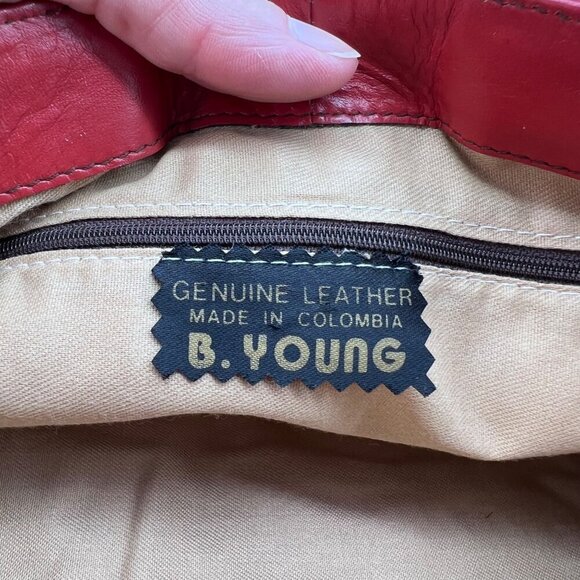 GENUINE LEATHER
MADE IN COLOMBIA
B. YOUNG